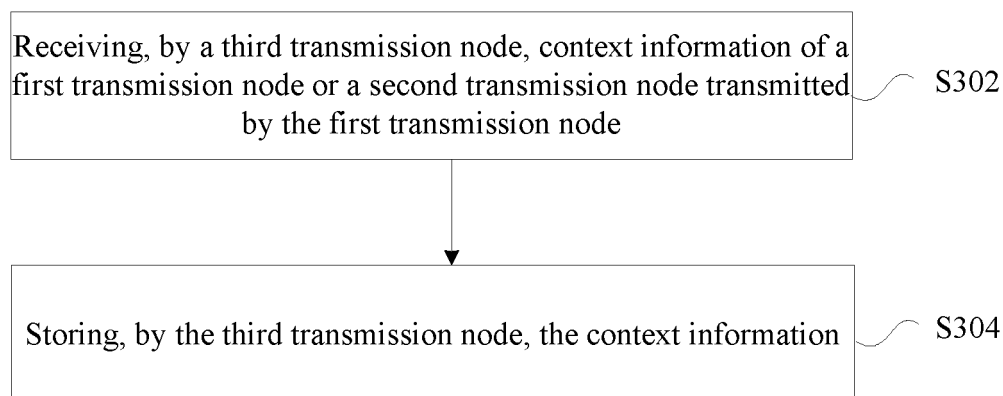 Receiving, by a third transmission node, context information of a
first transmission node or a second transmission node transmitted
by the first transmission node
S302
Storing, by the third transmission node, the context information
S304